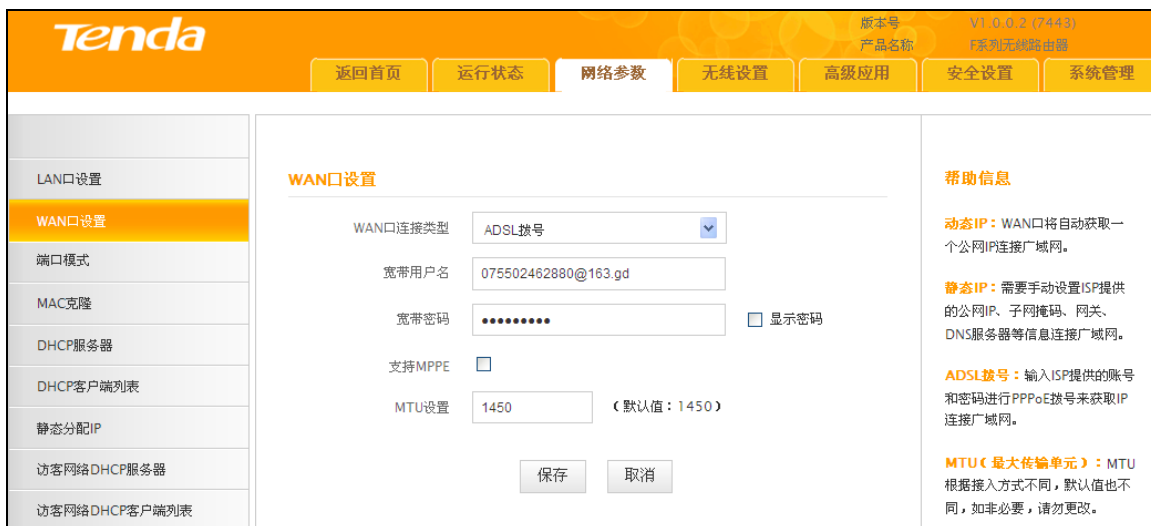 Tenda
版本号 V1.0.0.2 (7443)
产品名称 F系列无线路由器
返回首页 运行状态 网络参数 无线设置 高级应用 安全设置 系统管理
LAN口设置
WAN口设置
端口模式
MAC克隆
DHCP服务器
DHCP客户端列表
静态分配IP
访客网络DHCP服务器
访客网络DHCP客户端列表
WAN口设置
WAN口连接类型 ADSL拨号
宽带用户名 075502462880@163.gd
宽带密码 ●●●●●●●●● 显示密码
支持MPPE
MTU设置 1450 (默认值:1450)
保存 取消
帮助信息
动态IP:WAN口将自动获取一
个公网IP连接广域网。
静态IP:需要手动设置ISP提供
的公网IP、子网掩码、网关、
DNS服务器等信息连接广域网。
ADSL拨号:输入ISP提供的账号
和密码进行PPPoE拨号来获取IP
连接广域网。
MTU(最大传输单元):MTU
根据接入方式不同,默认值也不
同,如非必要,请勿更改。